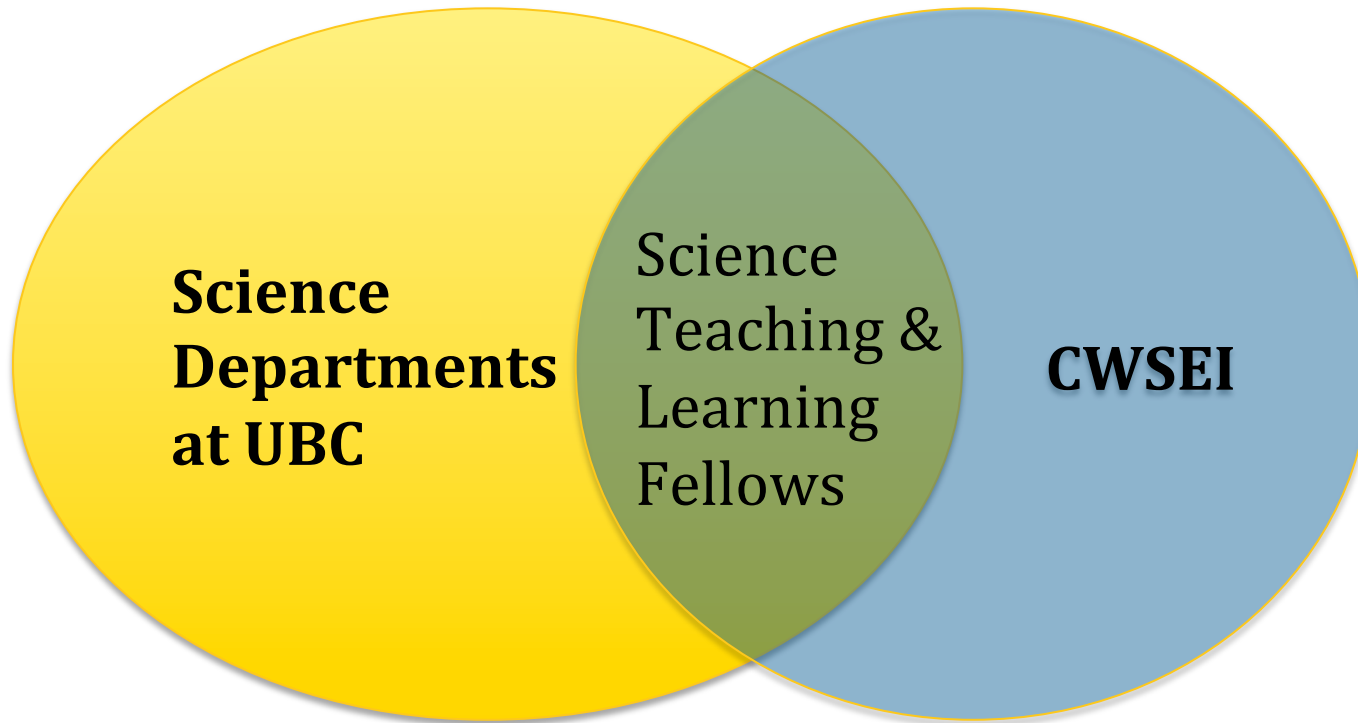 Science
Departments
at UBC
Science
Teaching &
Learning
Fellows
CWSEI